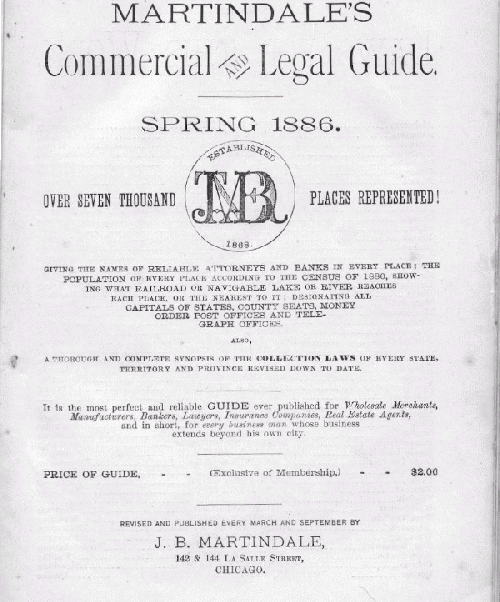 MARTINDALE'S
Commercial AND Legal Guide.
SPRING 1886.
ESTABLISHED
OVER SEVEN THOUSAND
PLACES REPRESENTED!
1868
GIVING THE NAMES OF RELIABLE ATTORNEYS AND BANKS IN EVERY PLACE; THE
POPULATION OF EVERY PLACE ACCORDING TO THE CENSUS OF 1880, SHOW-
ING WHAT RAILROAD OR NAVIGABLE LAKE OR RIVER REACHES
EACH PLACE, OR THE NEAREST TO IT; DESIGNATING ALL
CAPITALS OF STATES, COUNTY SEATS, MONEY
ORDER POST OFFICES AND TELE-
GRAPH OFFICES.
ALSO,
A THOROUGH AND COMPLETE SYNOPSIS OF THE COLLECTION LAWS OF EVERY STATE,
TERRITORY AND PROVINCE REVISED DOWN TO DATE.
It is the most perfect and reliable GUIDE ever published for Wholesale Merchants,
Manufacturers, Bankers, Lawyers, Insurance Companies, Real Estate Agents,
and in short, for every business man whose business
extends beyond his own city.
PRICE OF GUIDE, - - (Exclusive of Membership,) - - $2.00
REVISED AND PUBLISHED EVERY MARCH AND SEPTEMBER BY
J. B. MARTINDALE,
142 & 144 LA SALLE STREET,
CHICAGO.